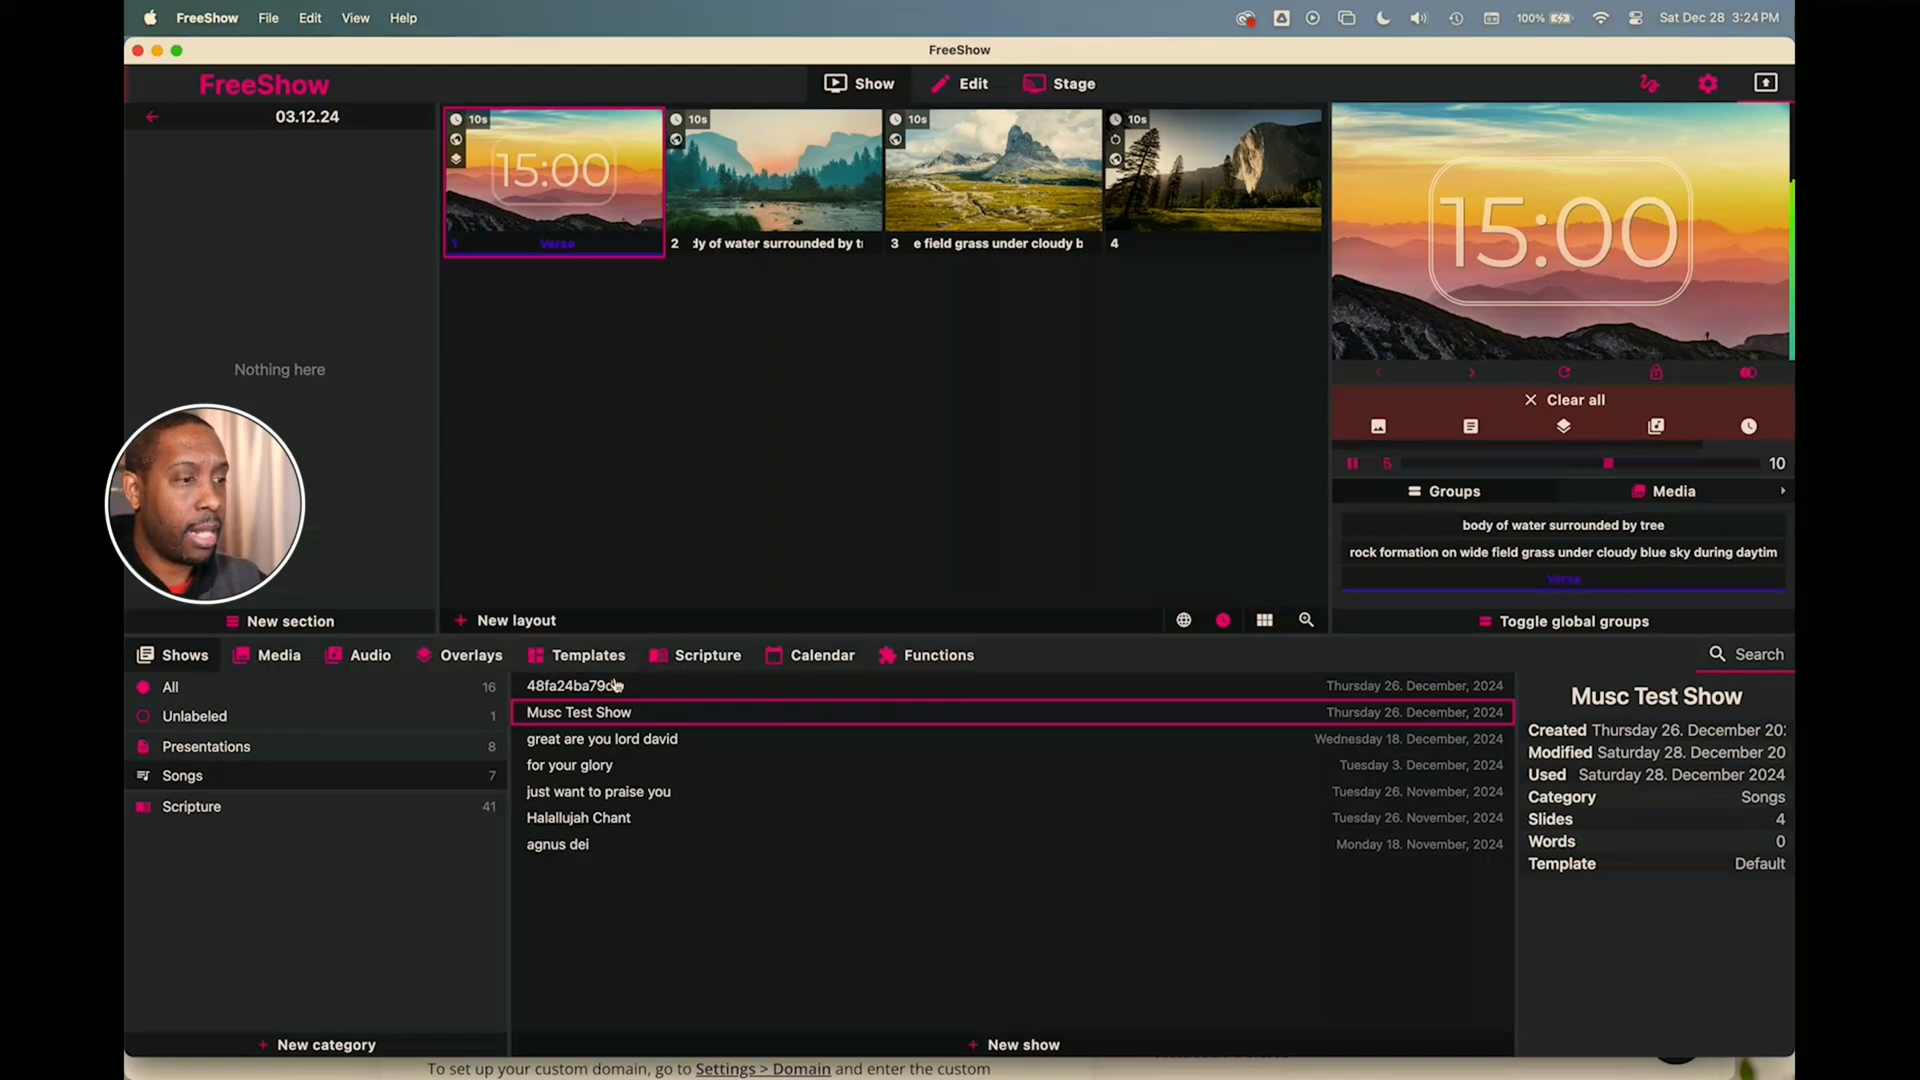 FreeShow File Edit View Help
100% Sat Dec 28 3:24 PM
FreeShow
FreeShow
Show Edit Stage
03.12.24
Nothing here
New section
10s
15:00
1 Verse
10s
2 dy of water surrounded by t
10s
3 e field grass under cloudy b
10s
4
New layout
15:00
Clear all
5 10
Groups Media
body of water surrounded by tree
rock formation on wide field grass under cloudy blue sky during daytim
Verse
Toggle global groups
Shows Media Audio Overlays Templates Scripture Calendar Functions
Search
All 16
Unlabeled 1
Presentations 8
Songs 7
Scripture 41
New category
48fa24ba79 Thursday 26. December, 2024
Musc Test Show Thursday 26. December, 2024
great are you lord david Wednesday 18. December, 2024
for your glory Tuesday 3. December, 2024
just want to praise you Tuesday 26. November, 2024
Halallujah Chant Tuesday 26. November, 2024
agnus dei Monday 18. November, 2024
New show
Musc Test Show
Created Thursday 26. December 20
Modified Saturday 28. December 20
Used Saturday 28. December 2024
Category Songs
Slides 4
Words 0
Template Default
To set up your custom domain, go to Settings > Domain and enter the custom